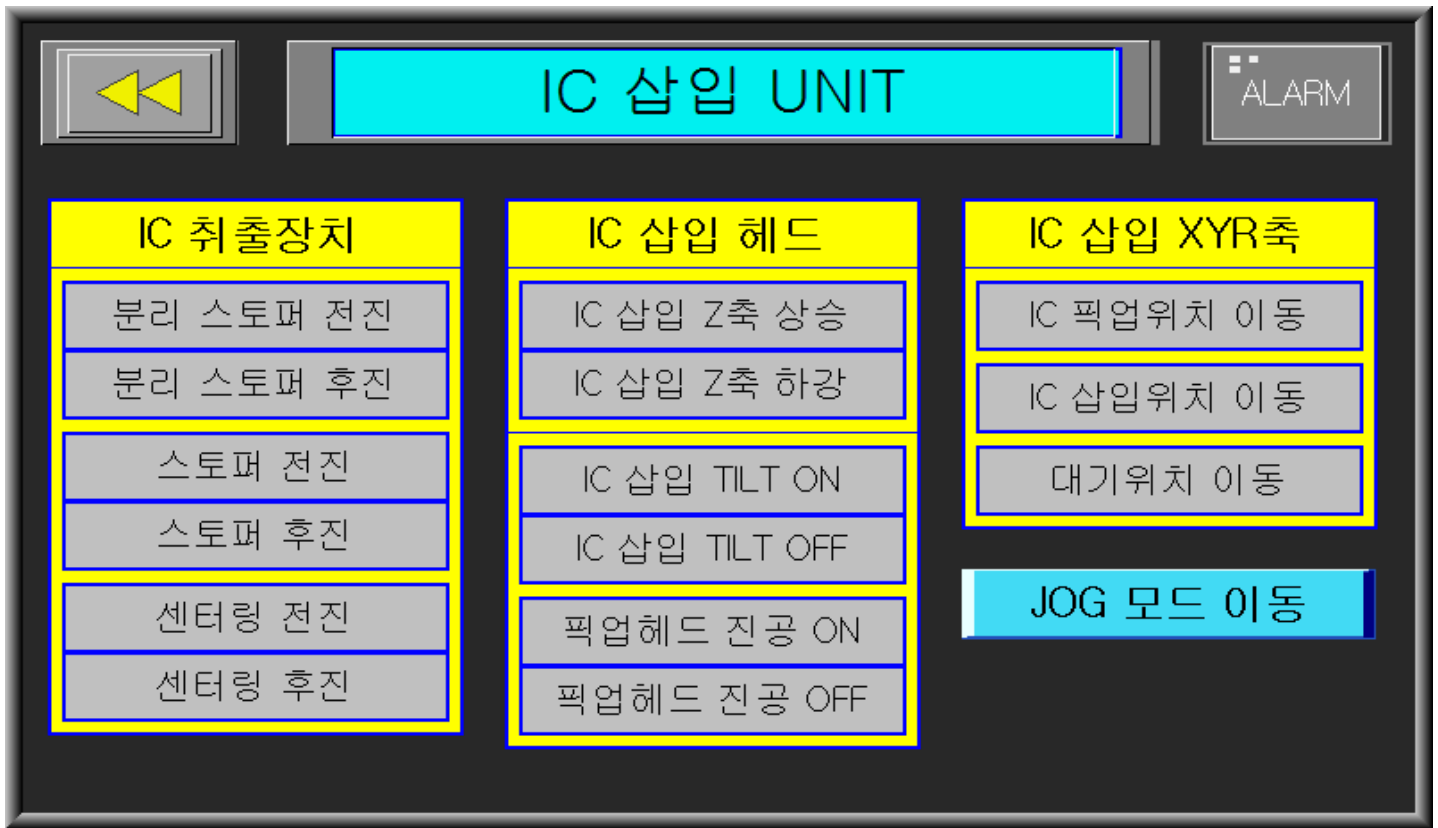 IC 삽입 UNIT
ALARM
IC 취출장치
분리 스토퍼 전진
분리 스토퍼 후진
스토퍼 전진
스토퍼 후진
센터링 전진
센터링 후진
IC 삽입 헤드
IC 삽입 Z축 상승
IC 삽입 Z축 하강
IC 삽입 TILT ON
IC 삽입 TILT OFF
픽업헤드 진공 ON
픽업헤드 진공 OFF
IC 삽입 XYR축
IC 픽업위치 이동
IC 삽입위치 이동
대기위치 이동
JOG 모드 이동